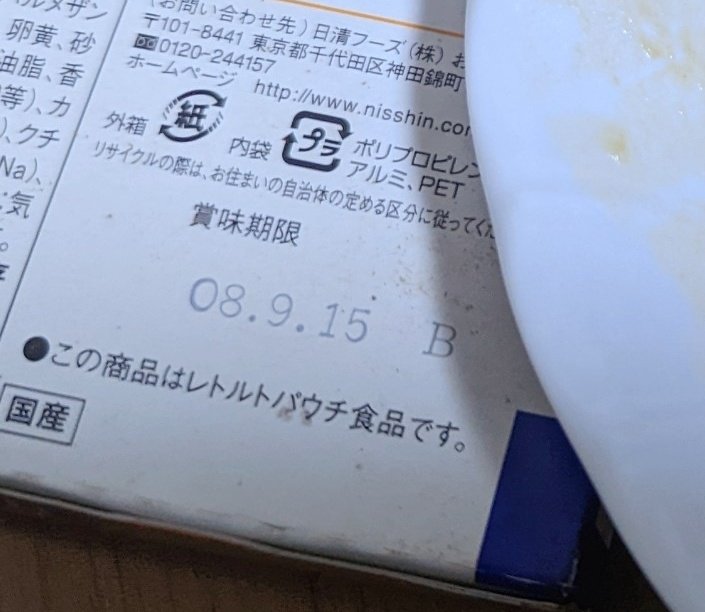 ルメザン
卵黄、砂
油脂、香
等)、カ
)、クチ
Na)、
気
。
(お問い合わせ先)日清フーズ(株)お
〒101-8441 東京都千代田区神田錦町
0120-244157
ホームページ http://www.nisshin.co
外箱 紙 内袋 プラ ポリプロピレン
アルミ、PET
リサイクルの際は、お住まいの自治体の定める区分に従ってくだ
賞味期限
08.9.15 B
●この商品はレトルトパウチ食品です。
国産